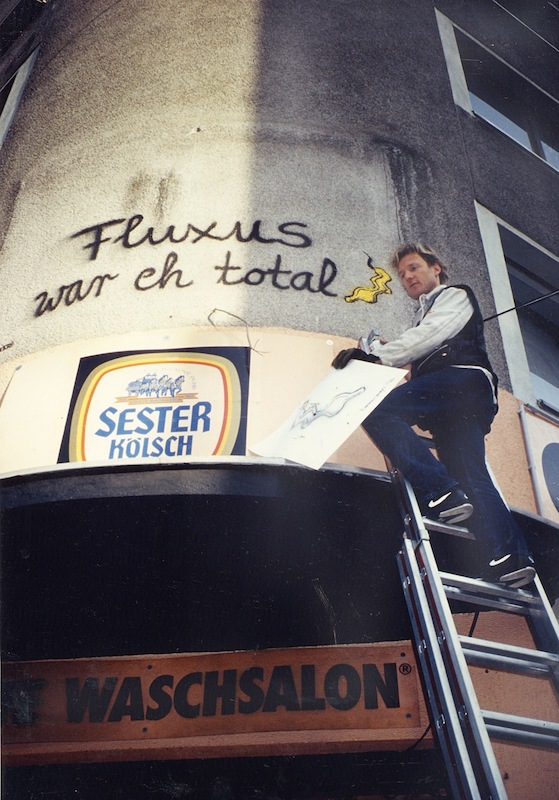 Fluxus
war eh total
SESTER
KÖLSCH
WASCHSALON®